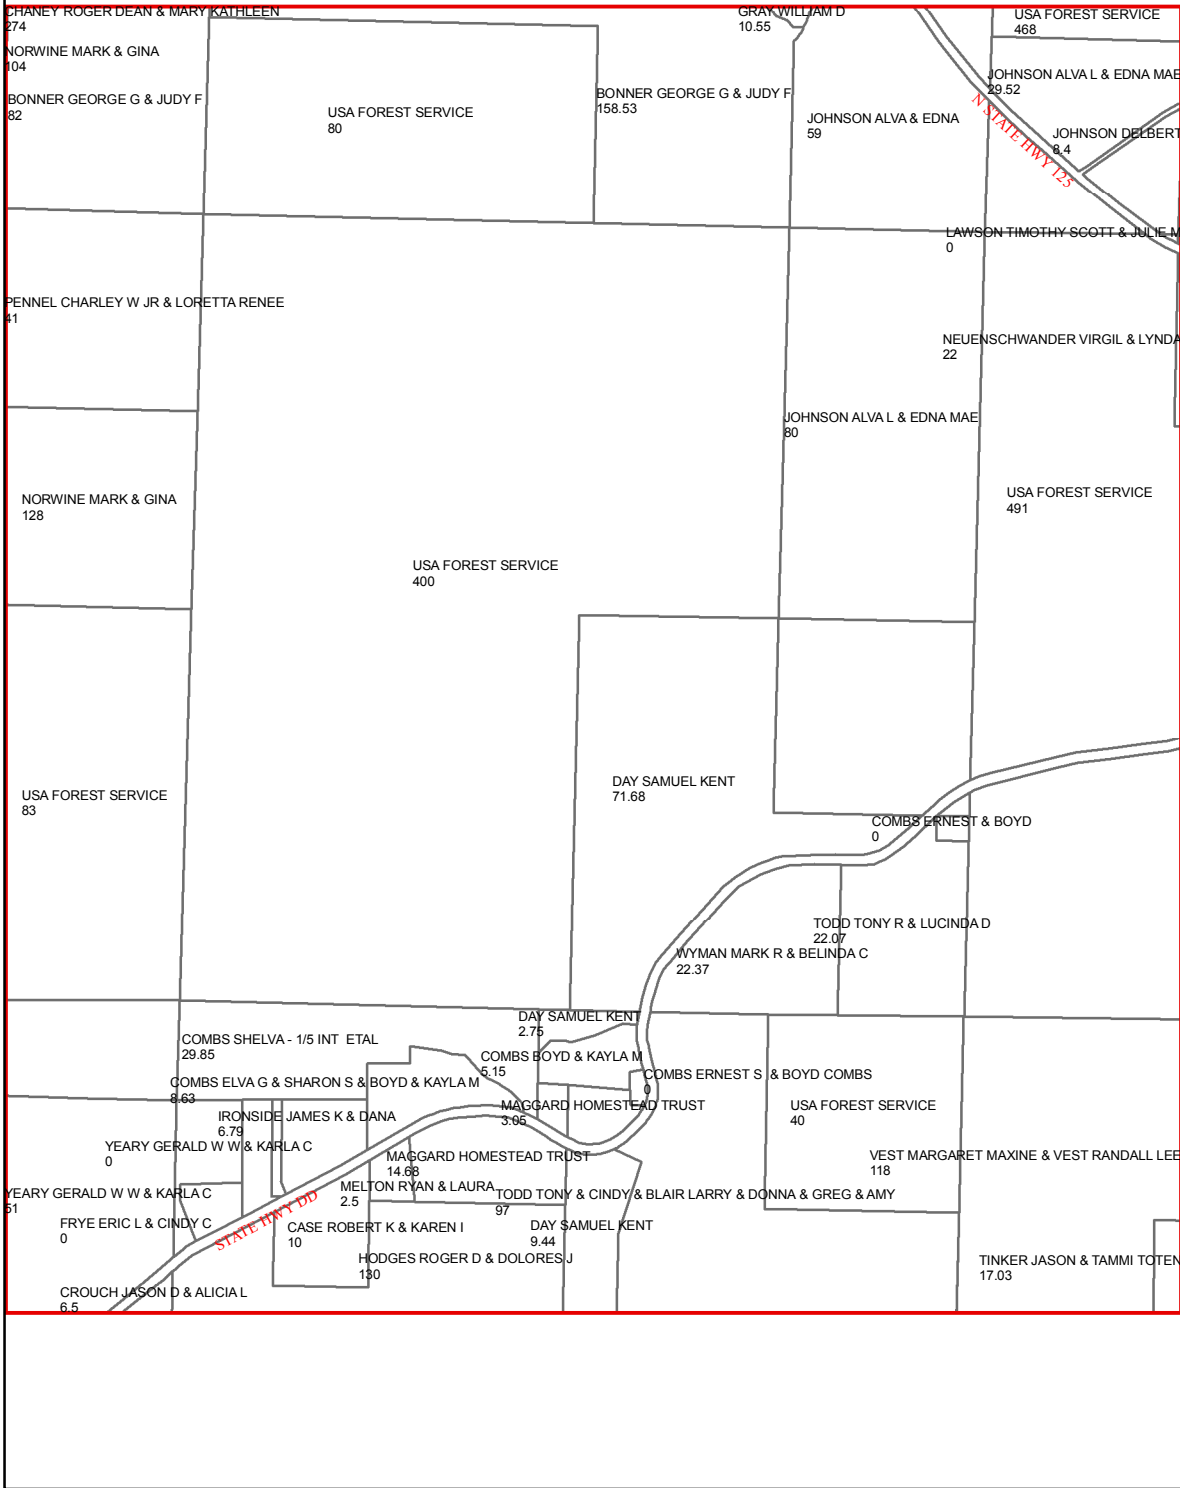 CHANEY ROGER DEAN & MARY KATHLEEN
274
GRAY WILLIAM D
10.55
USA FOREST SERVICE
468
NORWINE MARK & GINA
104
JOHNSON ALVA L & EDNA MAE
29.52
BONNER GEORGE G & JUDY F
82
USA FOREST SERVICE
80
BONNER GEORGE G & JUDY F
158.53
JOHNSON ALVA & EDNA
59
N STATE HWY 125
JOHNSON DELBERT
8.4
LAWSON TIMOTHY SCOTT & JULIE M
0
PENNEL CHARLEY W JR & LORETTA RENEE
41
NEUENSCHWANDER VIRGIL & LYNDA
22
JOHNSON ALVA L & EDNA MAE
80
NORWINE MARK & GINA
128
USA FOREST SERVICE
491
USA FOREST SERVICE
400
USA FOREST SERVICE
83
DAY SAMUEL KENT
71.68
COMBS ERNEST & BOYD
0
TODD TONY R & LUCINDA D
22.07
WYMAN MARK R & BELINDA C
22.37
DAY SAMUEL KENT
2.75
COMBS SHELVA - 1/5 INT ETAL
29.85
COMBS BOYD & KAYLA M
5.15
COMBS ERNEST S & BOYD COMBS
0
COMBS ELVA G & SHARON S & BOYD & KAYLA M
8.63
MAGGARD HOMESTEAD TRUST
3.05
USA FOREST SERVICE
40
IRONSIDE JAMES K & DANA
6.79
YEARY GERALD W W & KARLA C
0
MAGGARD HOMESTEAD TRUST
14.68
VEST MARGARET MAXINE & VEST RANDALL LEE
118
MELTON RYAN & LAURA
2.5
YEARY GERALD W W & KARLA C
51
TODD TONY & CINDY & BLAIR LARRY & DONNA & GREG & AMY
97
STATE HWY DD
FRYE ERIC L & CINDY C
0
CASE ROBERT K & KAREN I
10
DAY SAMUEL KENT
9.44
HODGES ROGER D & DOLORES J
130
TINKER JASON & TAMMI TOTEN
17.03
CROUCH JASON D & ALICIA L
6.5